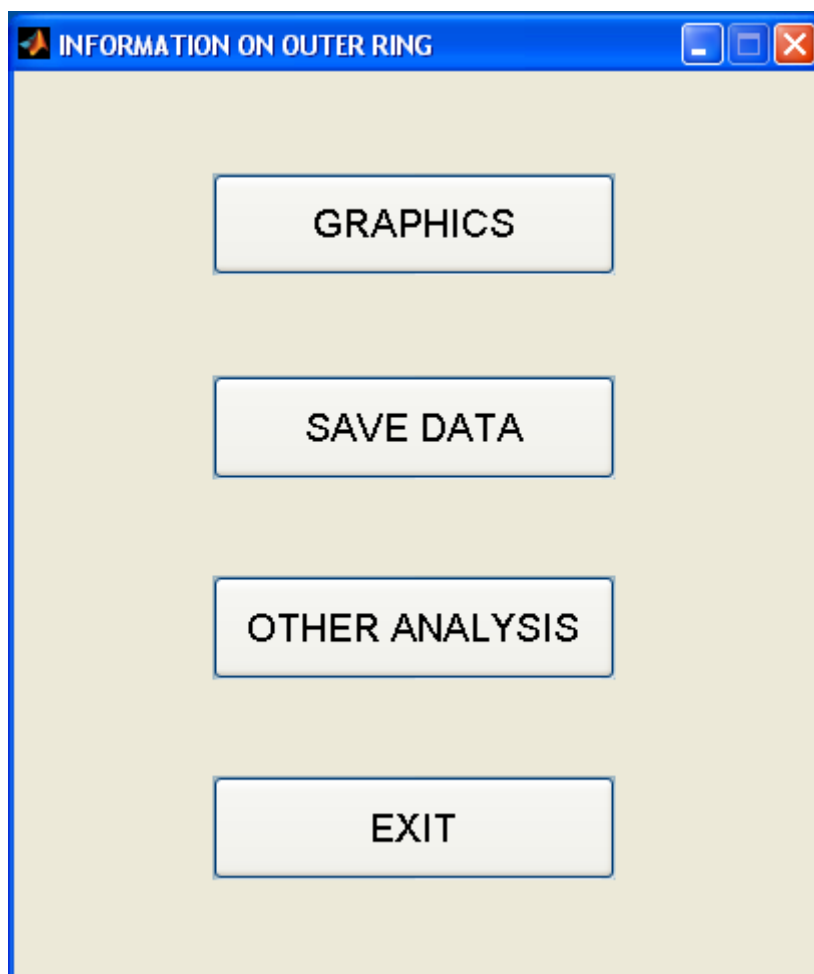 INFORMATION ON OUTER RING
GRAPHICS
SAVE DATA
OTHER ANALYSIS
EXIT